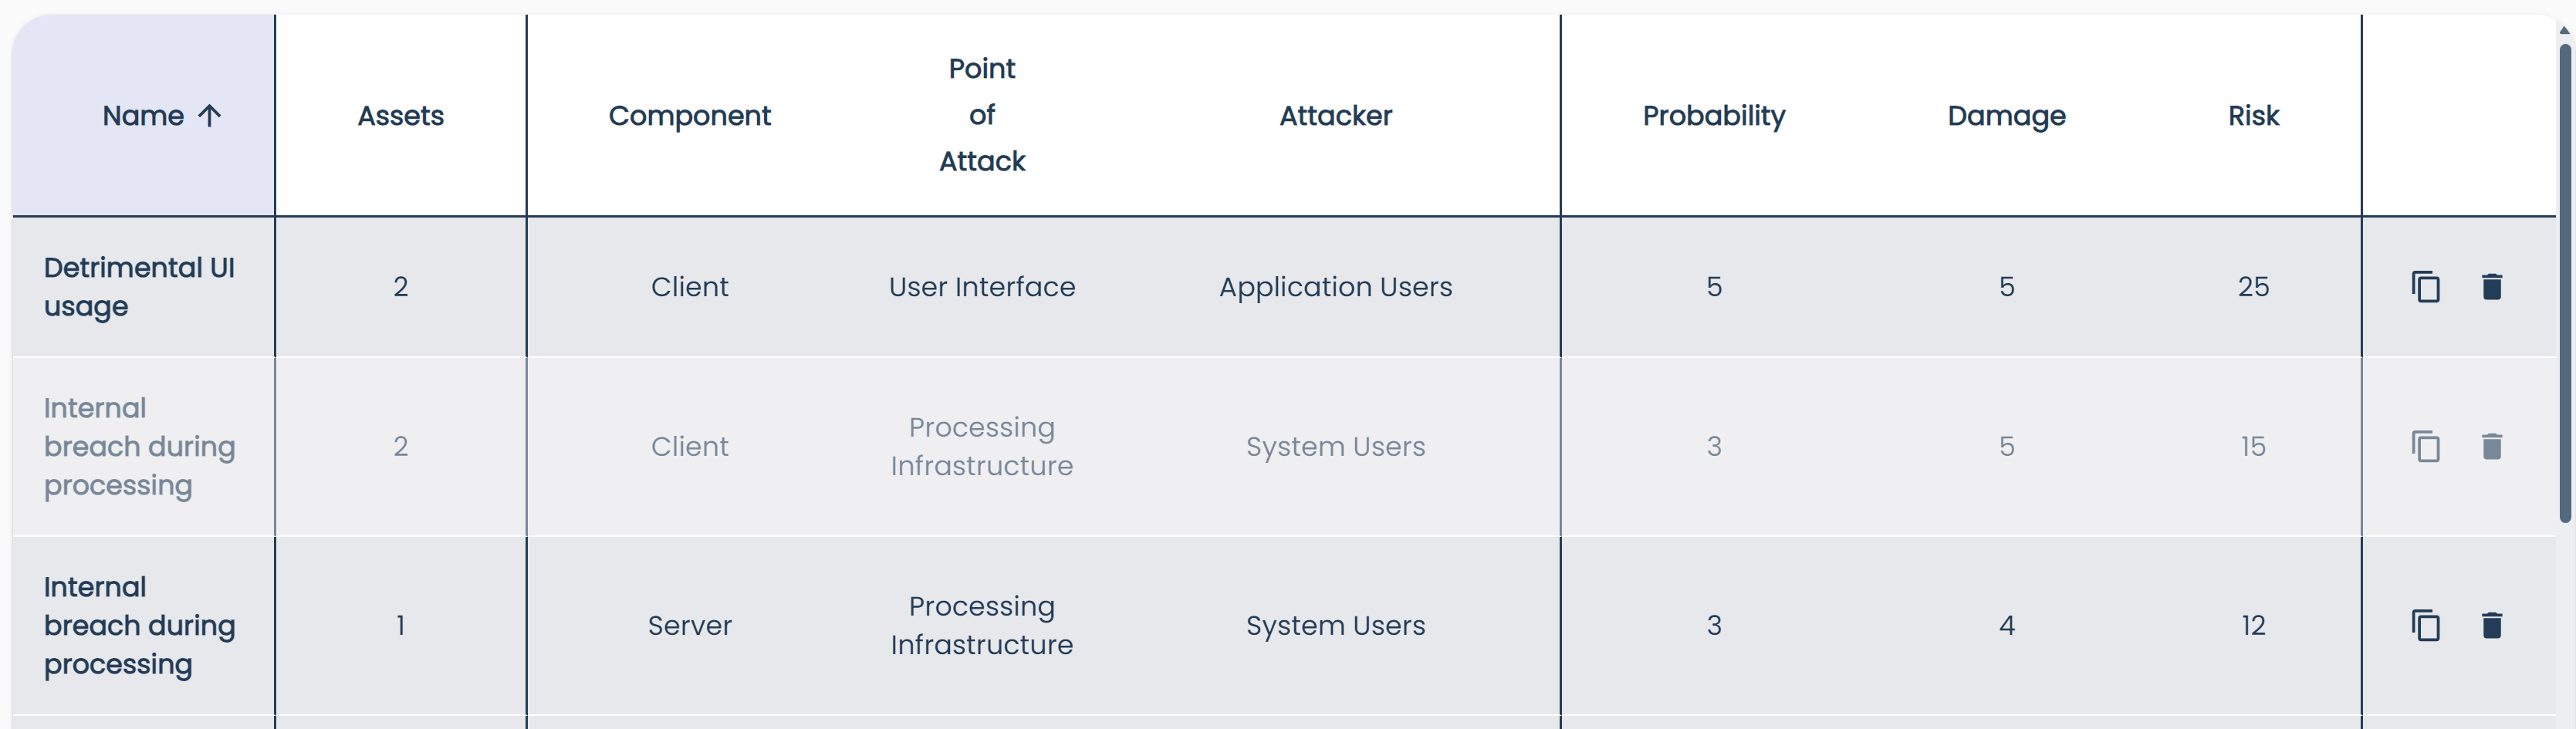 Name Assets Component Point of Attack Attacker Probability Damage Risk
Detrimental UI usage 2 Client User Interface Application Users 5 5 25
Internal breach during processing 2 Client Processing Infrastructure System Users 3 5 15
Internal breach during processing 1 Server Processing Infrastructure System Users 3 4 12